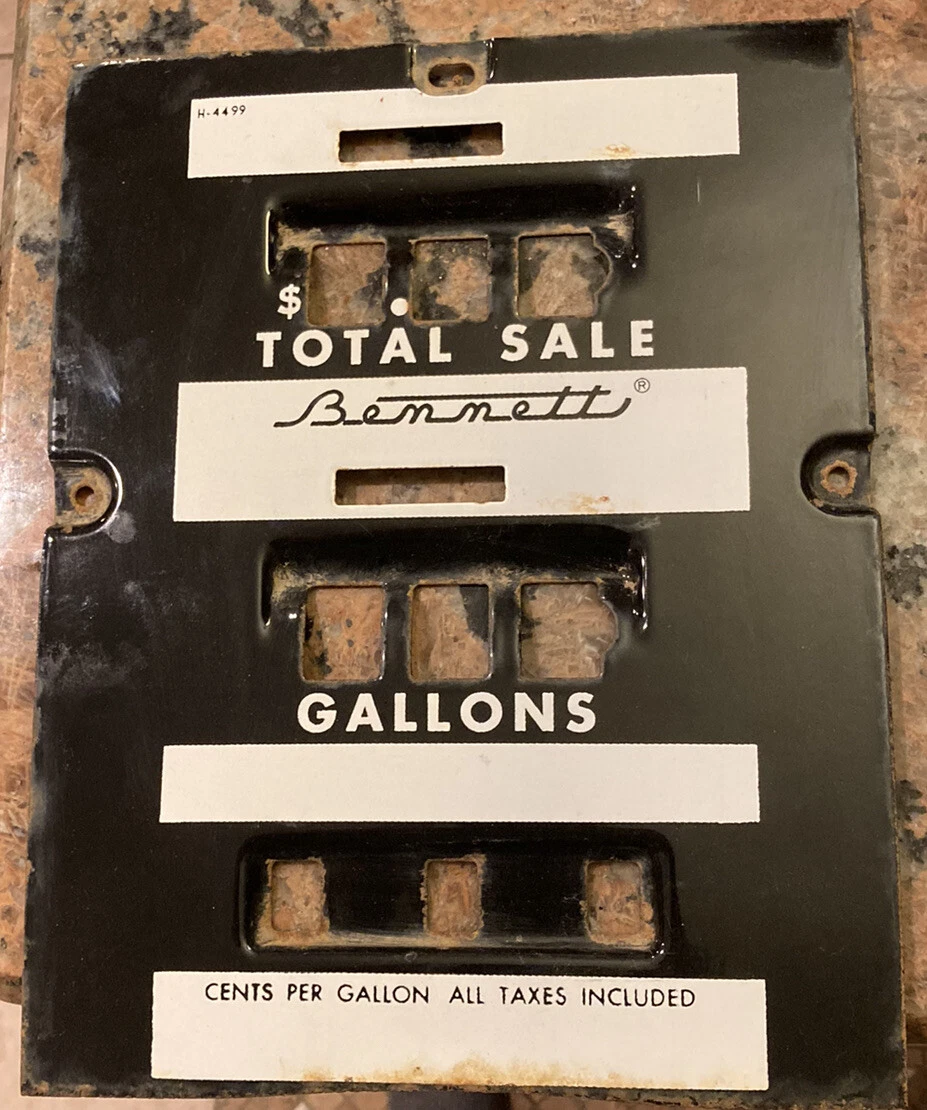 H-4499
$ .
TOTAL SALE
Bennett ®
GALLONS
CENTS PER GALLON ALL TAXES INCLUDED